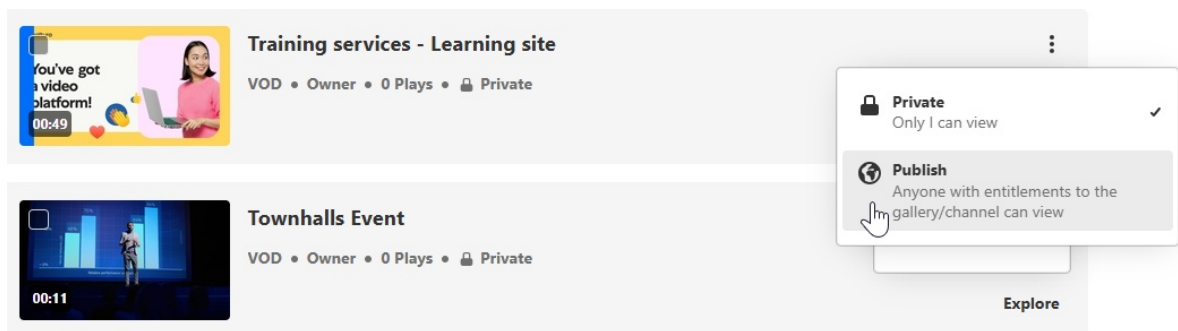 You've got
a video
platform!
00:49
Training services - Learning site
VOD • Owner • 0 Plays • Private
Private
Only I can view
Publish
Anyone with entitlements to the
gallery/channel can view
00:11
Townhalls Event
VOD • Owner • 0 Plays • Private
Explore